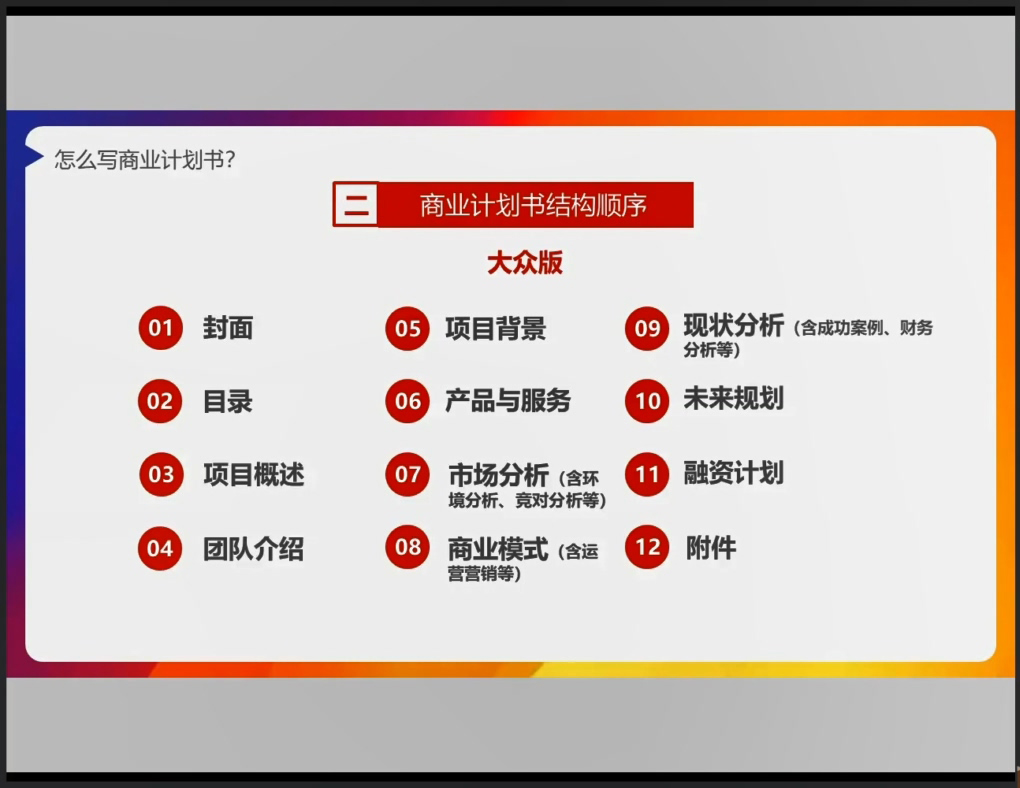 怎么写商业计划书?
二 商业计划书结构顺序
大众版
01 封面
02 目录
03 项目概述
04 团队介绍
05 项目背景
06 产品与服务
07 市场分析（含环
境分析、竞对分析等）
08 商业模式（含运
营营销等）
09 现状分析（含成功案例、财务
分析等）
10 未来规划
11 融资计划
12 附件